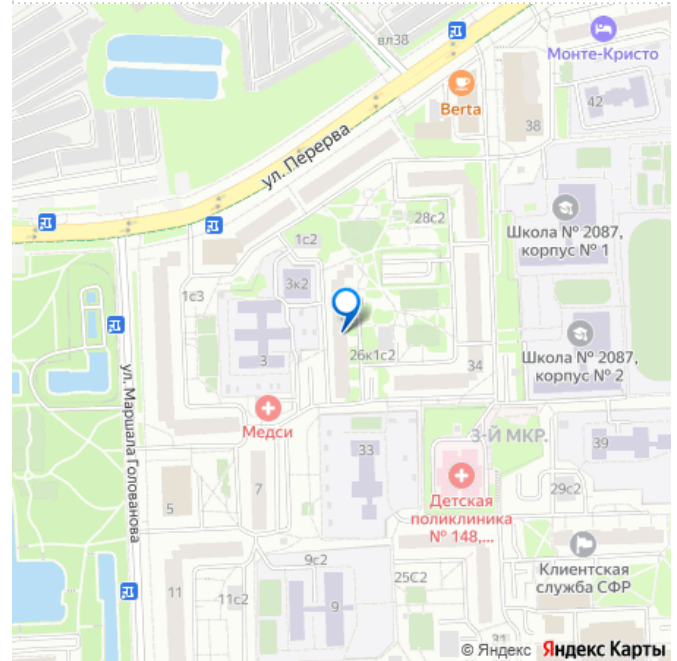 вл38
Монте-Кристо
42
Berta
38
ул. Перерва
Школа № 2087,
корпус № 1
28с2
1с2
3к2
1с3
3
26к1с2
34
Школа № 2087,
корпус № 2
Медси
ул. Маршала Голованова
33
3-Й МКР.
39
7
5
Детская
поликлиника
№ 148,...
29с2
Клиентская
служба СФР
9с2
25С2
11
11с2
9
31
© Яндекс Яндекс Карты